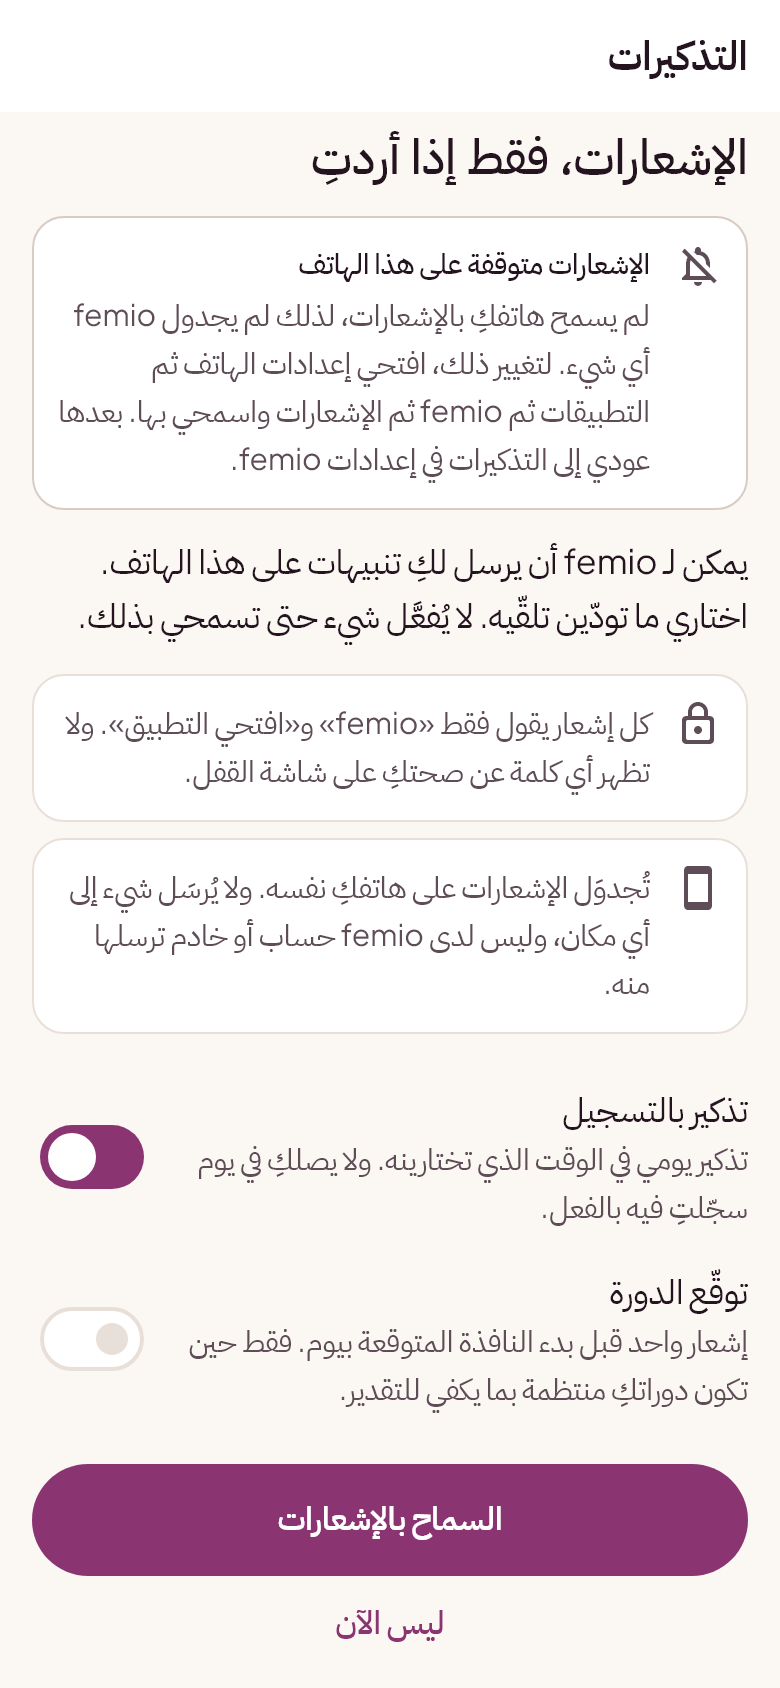 التذكيرات
الإشعارات، فقط إذا أردتِ
الإشعارات متوقفة على هذا الهاتف
لم يسمح هاتفكِ بالإشعارات، لذلك لم يجدول femio
أي شيء. لتغيير ذلك، افتحي إعدادات الهاتف ثم
التطبيقات ثم femio ثم الإشعارات واسمحي بها. بعدها
عودي إلى التذكيرات في إعدادات femio.
يمكن لـ femio أن يرسل لكِ تنبيهات على هذا الهاتف.
اختاري ما تودّين تلقّيه. لا يُفعَّل شيء حتى تسمحي بذلك.
كل إشعار يقول فقط «femio» و«افتحي التطبيق». ولا
تظهر أي كلمة عن صحتكِ على شاشة القفل.
تُجدوَل الإشعارات على هاتفكِ نفسه. ولا يُرسَل شيء إلى
أي مكان، وليس لدى femio حساب أو خادم ترسلها
منه.
تذكير بالتسجيل
تذكير يومي في الوقت الذي تختارينه. ولا يصلكِ في يوم
سجّلتِ فيه بالفعل.
توقّع الدورة
إشعار واحد قبل بدء النافذة المتوقعة بيوم. فقط حين
تكون دوراتكِ منتظمة بما يكفي للتقدير.
السماح بالإشعارات
ليس الآن